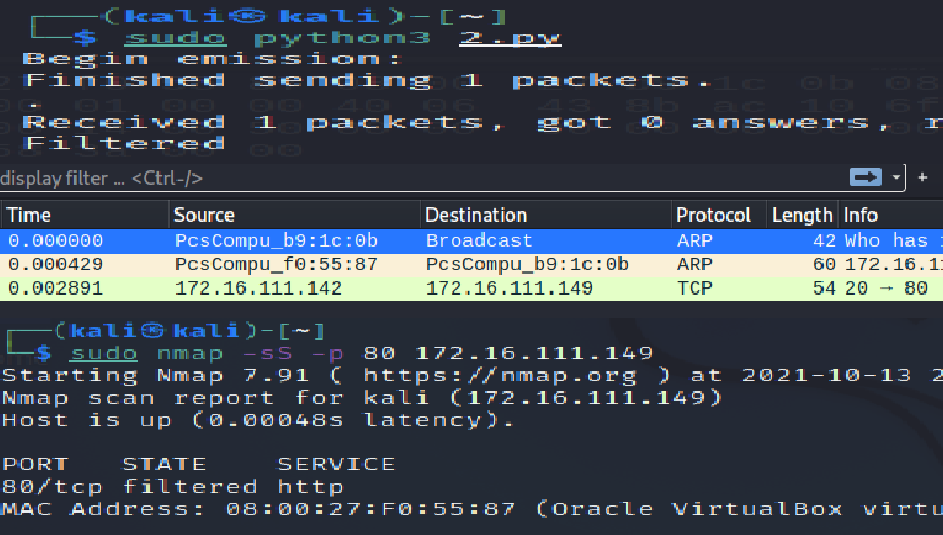 ┌──(kali㉿kali)-[~]
└─$ sudo python3 2.py
Begin emission:
Finished sending 1 packets.
.
Received 1 packets, got 0 answers, r
Filtered
display filter … <Ctrl-/>
+
Time Source Destination Protocol Length Info
0.000000 PcsCompu_b9:1c:0b Broadcast ARP 42 Who has
0.000429 PcsCompu_f0:55:87 PcsCompu_b9:1c:0b ARP 60 172.16.11
0.002891 172.16.111.142 172.16.111.149 TCP 54 20 → 80
┌──(kali㉿kali)-[~]
└─$ sudo nmap -sS -p 80 172.16.111.149
Starting Nmap 7.91 ( https://nmap.org ) at 2021-10-13 2
Nmap scan report for kali (172.16.111.149)
Host is up (0.00048s latency).
PORT STATE SERVICE
80/tcp filtered http
MAC Address: 08:00:27:F0:55:87 (Oracle VirtualBox virtu